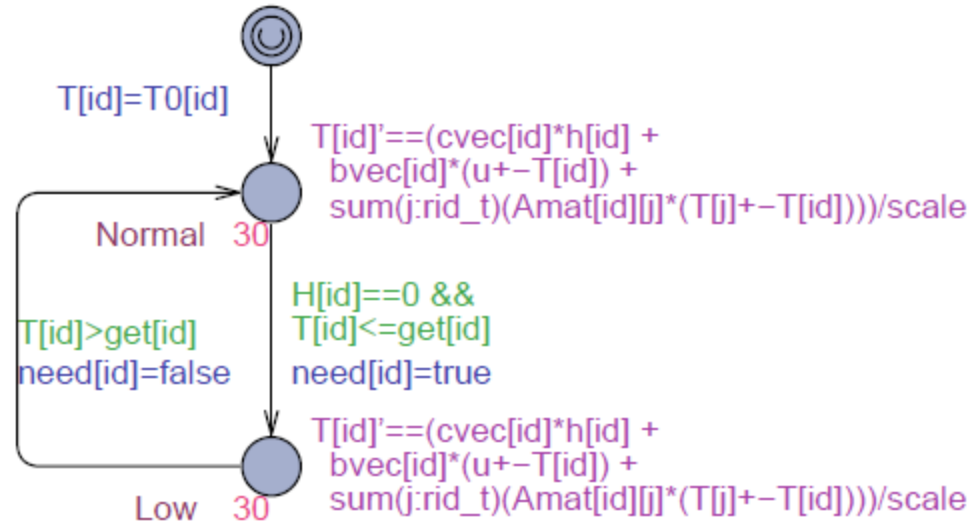 T[id]=T0[id]
T[id]'==(cvec[id]*h[id] +
bvec[id]*(u+−T[id]) +
sum(j:rid_t)(Amat[id][j]*(T[j]+−T[id])))/scale
Normal 30
H[id]==0 &&
T[id]<=get[id]
need[id]=true
T[id]>get[id]
need[id]=false
T[id]'==(cvec[id]*h[id] +
bvec[id]*(u+−T[id]) +
sum(j:rid_t)(Amat[id][j]*(T[j]+−T[id])))/scale
Low 30